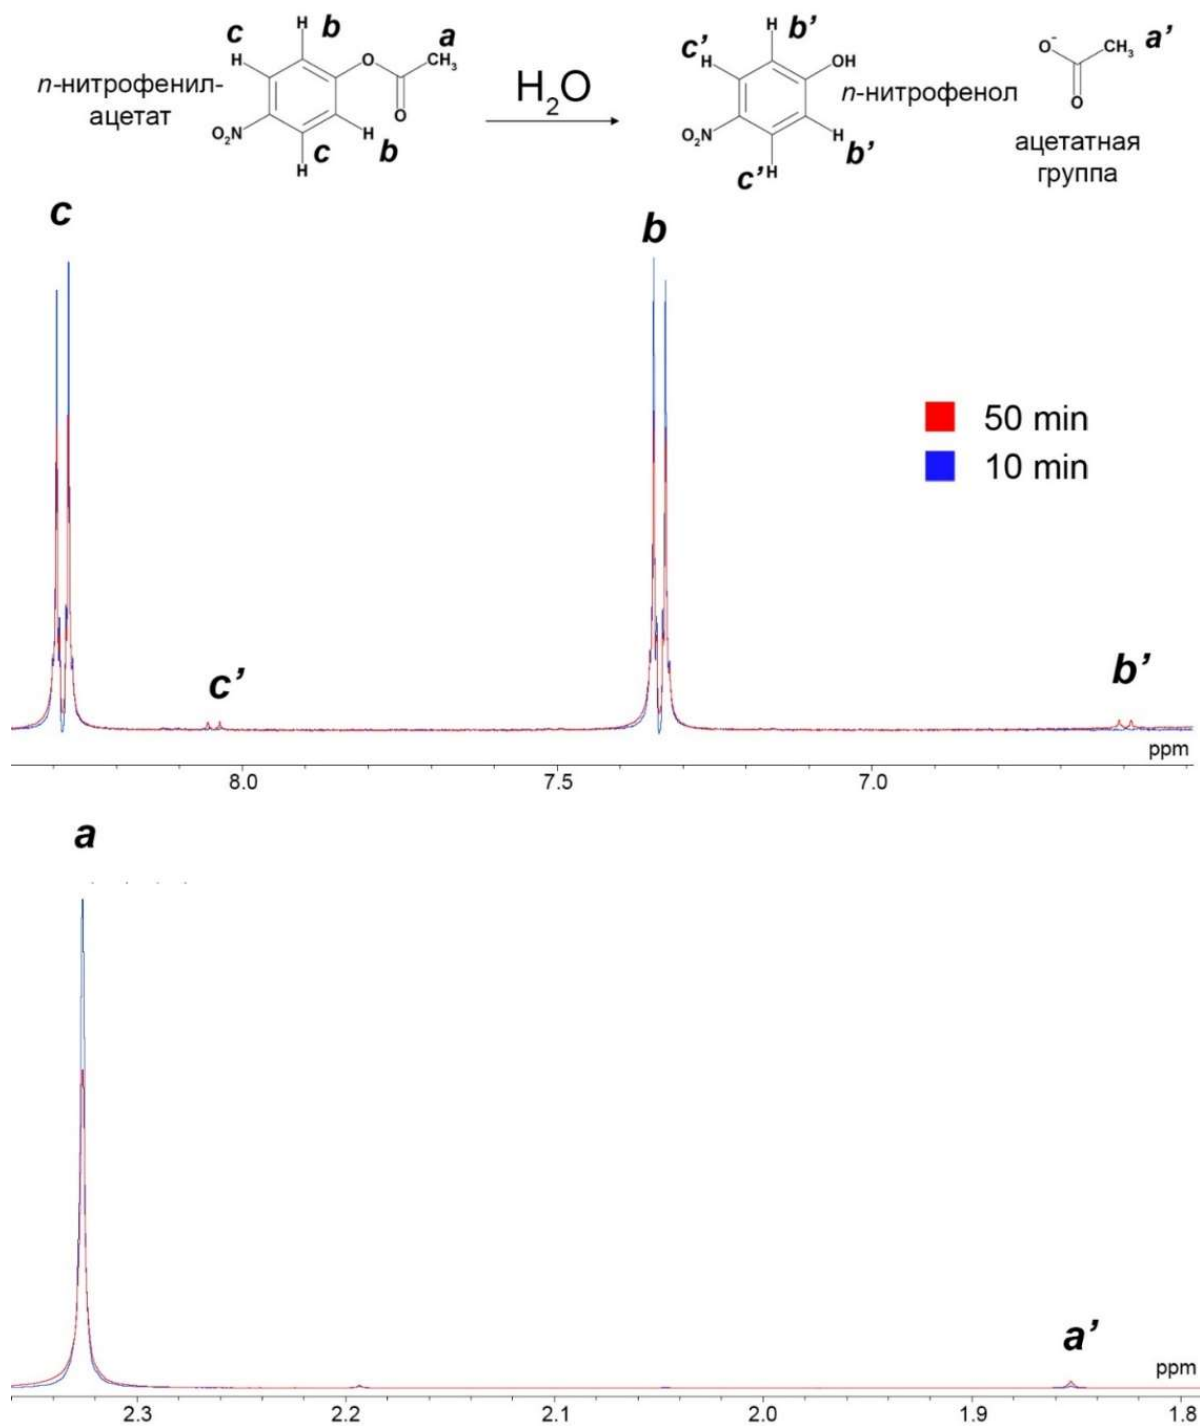 c
H
H
b
O
a
CH3
O
H
b
H
c
O2N
n-нитрофенил-
ацетат
H2O
c'
H
H
b'
OH
H
b'
H
c'
O2N
n-нитрофенол
O-
CH3
a'
O
ацетатная
группа
c
b
50 min
10 min
c'
b'
ppm
8.0
7.5
7.0
a
a'
ppm
2.3
2.2
2.1
2.0
1.9
1.8